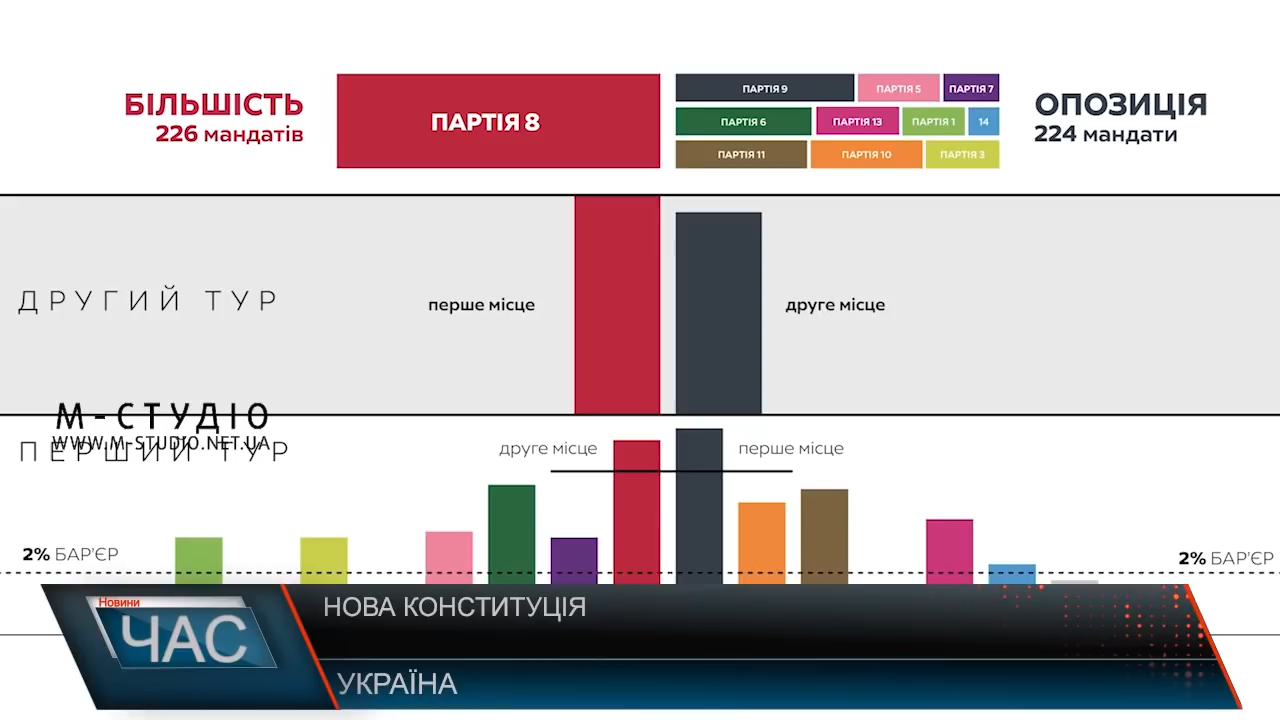 БІЛЬШІСТЬ
226 мандатів
ПАРТІЯ 8
ПАРТІЯ 9
ПАРТІЯ 5
ПАРТІЯ 7
ПАРТІЯ 6
ПАРТІЯ 13
ПАРТІЯ 1
14
ПАРТІЯ 11
ПАРТІЯ 10
ПАРТІЯ 3
ОПОЗИЦІЯ
224 мандати
ДРУГИЙ ТУР
перше місце
друге місце
М-СТУДІО
WWW.M-STUDIO.NET.UA
ПЕРШИЙ ТУР
друге місце
перше місце
2% БАР’ЄР
2% БАР’ЄР
Новини
ЧАС
НОВА КОНСТИТУЦІЯ
УКРАЇНА